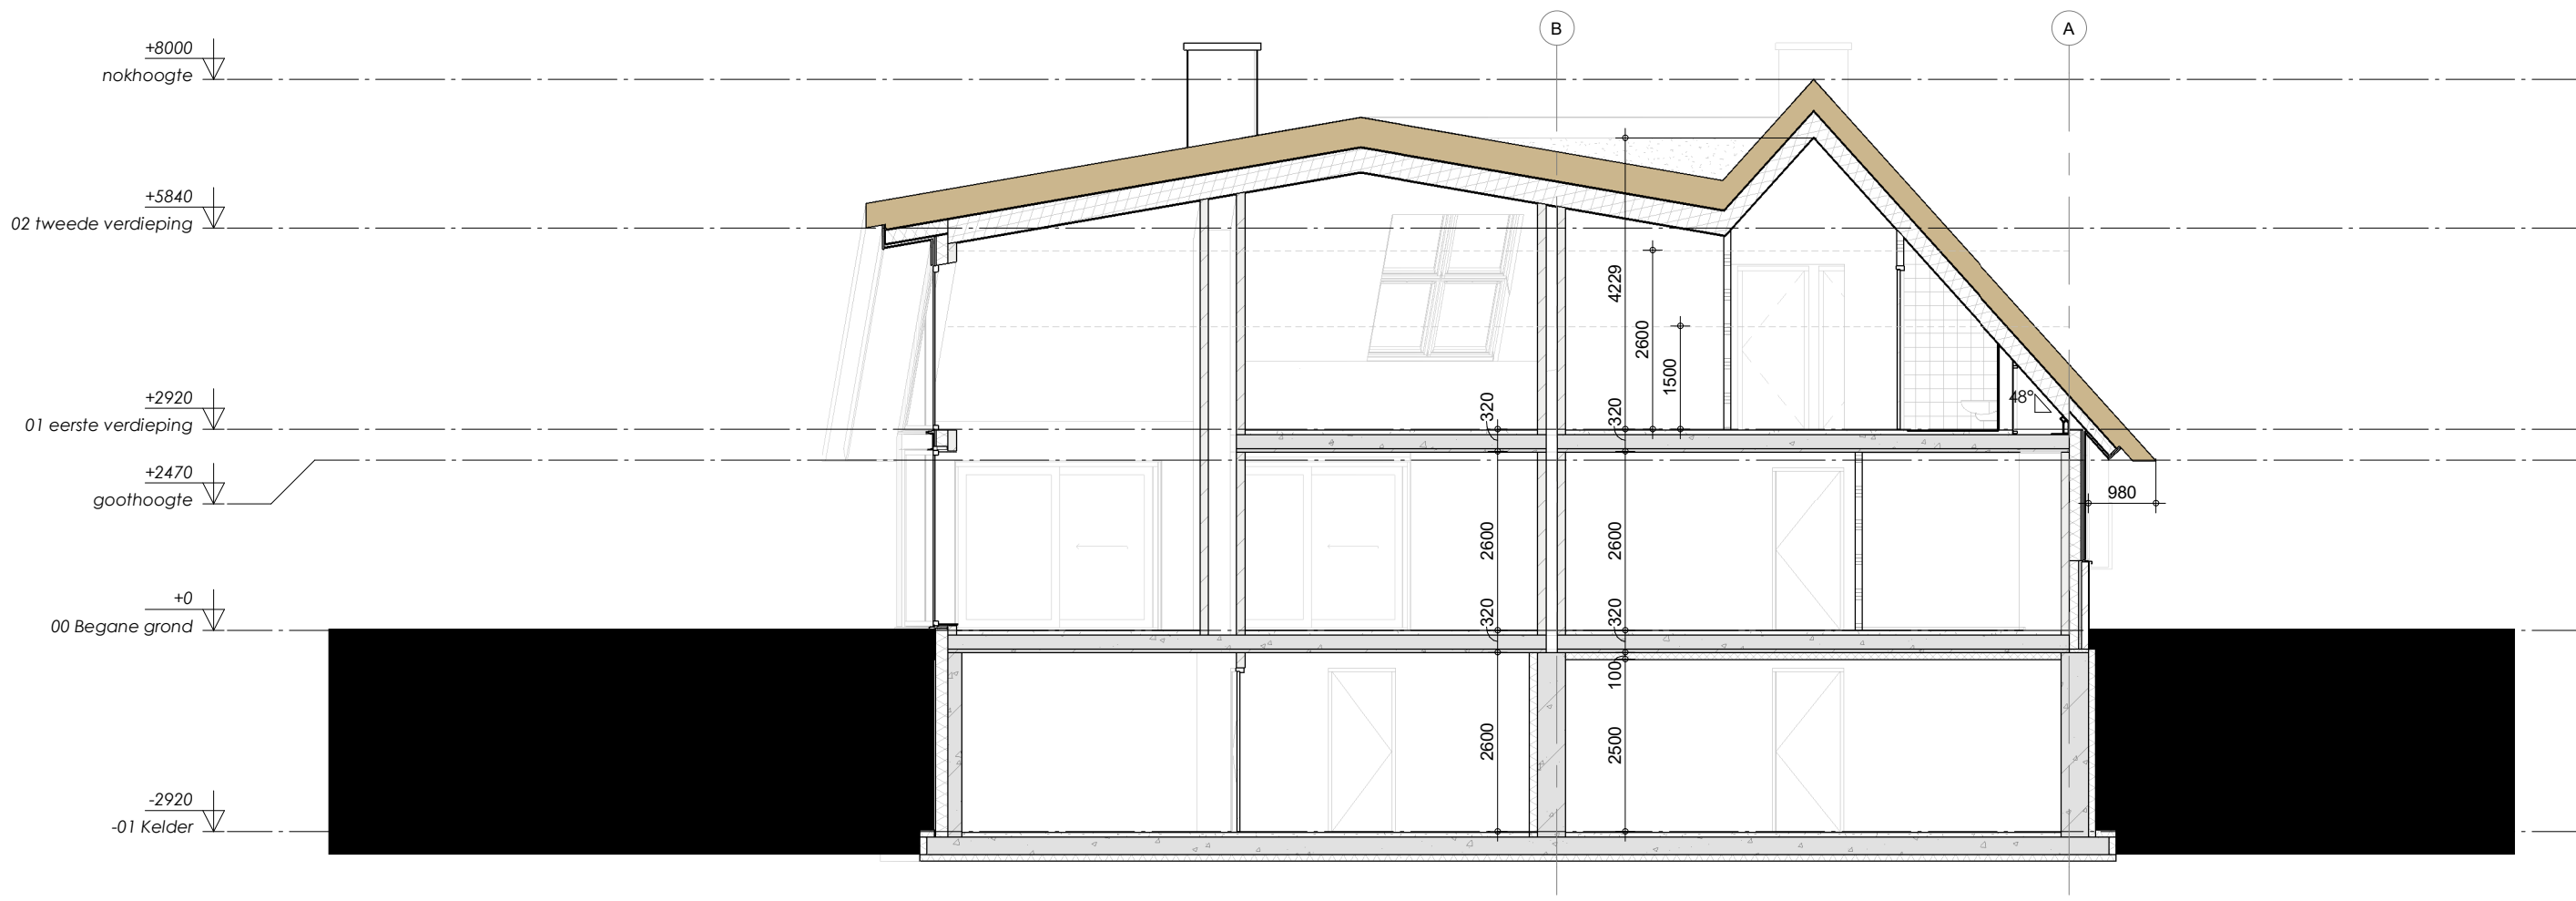 B
A
+8000
nokhoogte
+5840
02 tweede verdieping
4229
2600
1500
+2920
01 eerste verdieping
320
320
48°
+2470
goothoogte
980
2600
2600
+0
00 Begane grond
320
320
100
2600
2500
-2920
-01 Kelder